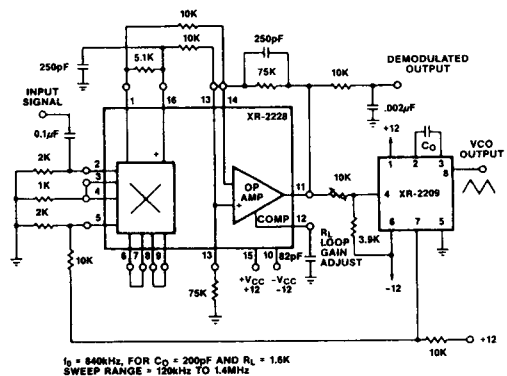 10K
10K
250pF
5.1K
250pF
75K
10K
DEMODULATED
OUTPUT
.002µF
INPUT
SIGNAL
0.1µF
1
16
13
14
XR-2228
+12
CO
VCO
OUTPUT
2K
2
3
1K
4
2K
5
+
OP
AMP
+
COMP
11
12
10K
1
2
3
8
4
XR-2209
6
7
5
RL
LOOP
GAIN
ADJUST
3.9K
6
7
8
9
13
15
10
82pF
+VCC
+12
-VCC
-12
-12
10K
75K
10K
+12
f0 = 840kHz, FOR CO = 200pF AND RL = 1.6K
SWEEP RANGE = 120kHz TO 1.4MHz